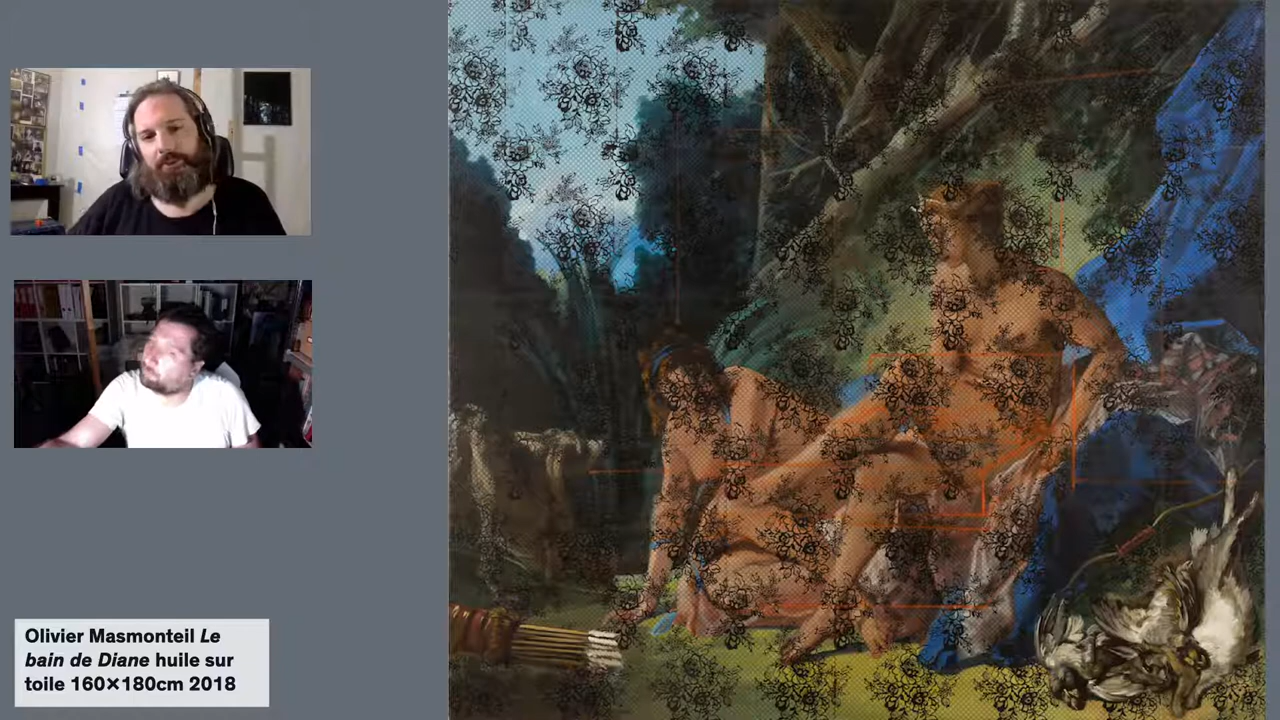 Olivier Masmonteil Le
bain de Diane huile sur
toile 160×180cm 2018